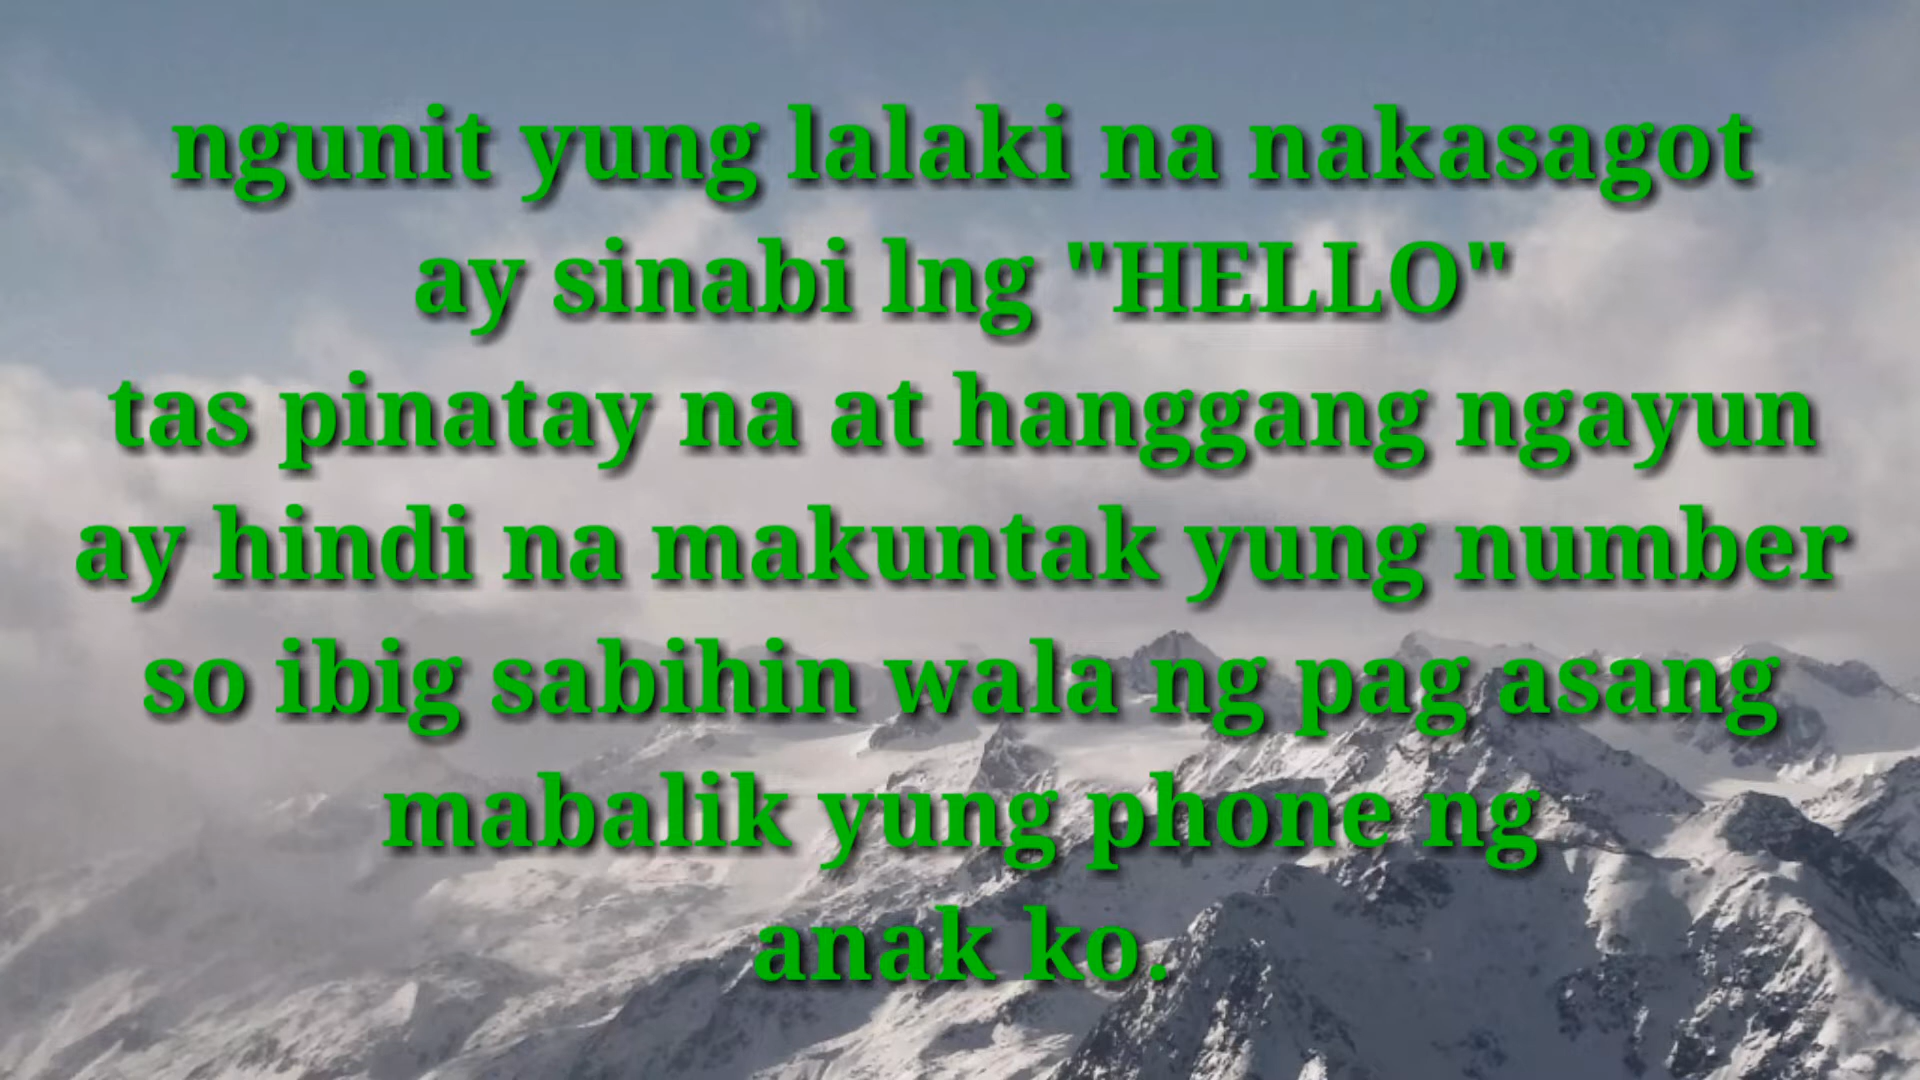 ngunit yung lalaki na nakasagot
ay sinabi lng "HELLO"
tas pinatay na at hanggang ngayun
ay hindi na makuntak yung number
so ibig sabihin wala ng pag asang
mabalik yung phone ng
anak ko.